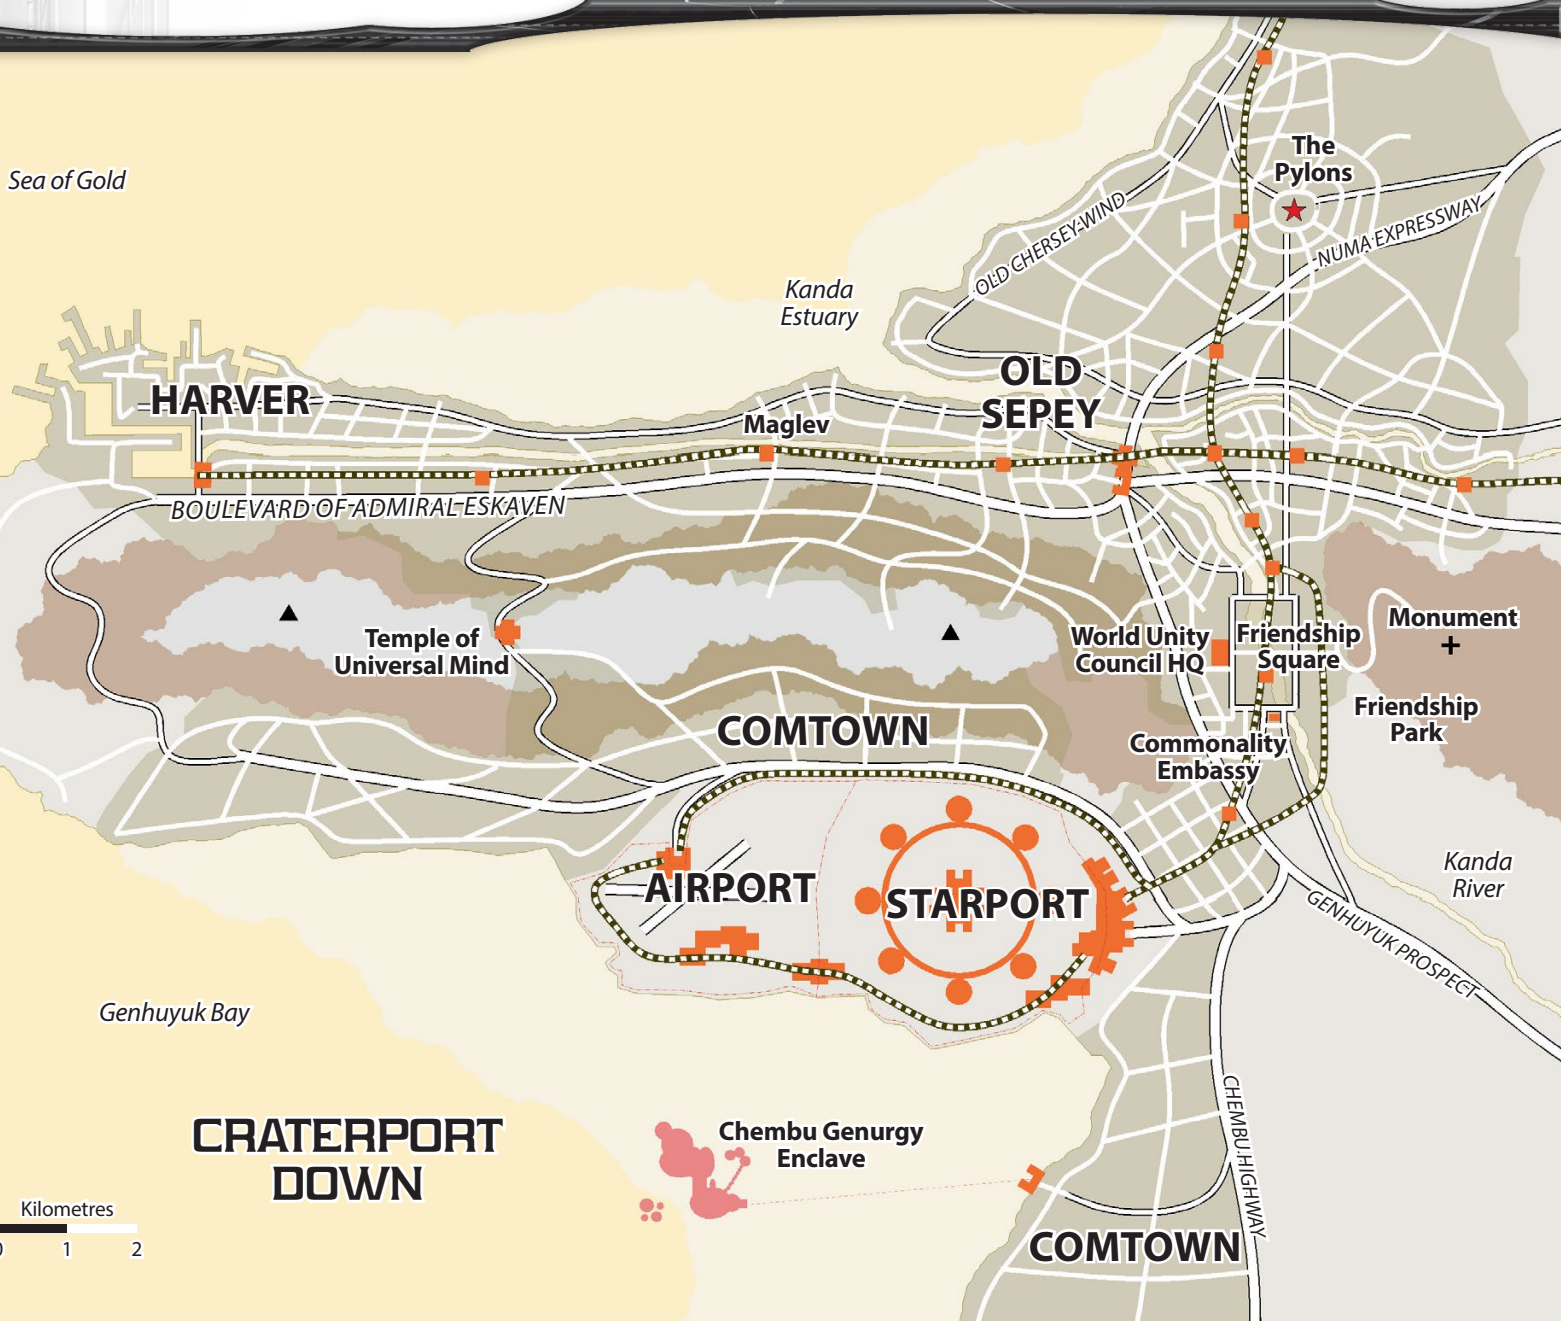 The
Pylons
Sea of Gold
OLD CHERSEY-WIND
NUMA EXPRESSWAY
Kanda
Estuary
HARVER
OLD
SEPEY
Maglev
BOULEVARD OF ADMIRAL ESKAVEN
Temple of
Universal Mind
World Unity
Council HQ
Friendship
Square
Monument
+
Friendship
Park
COMTOWN
Commonality
Embassy
AIRPORT
STARPORT
Kanda
River
GENHUYUK PROSPECT
Genhuyuk Bay
CHEMBU HIGHWAY
CRATERPORT
DOWN
Chembu Genurgy
Enclave
Kilometres
0 1 2
COMTOWN